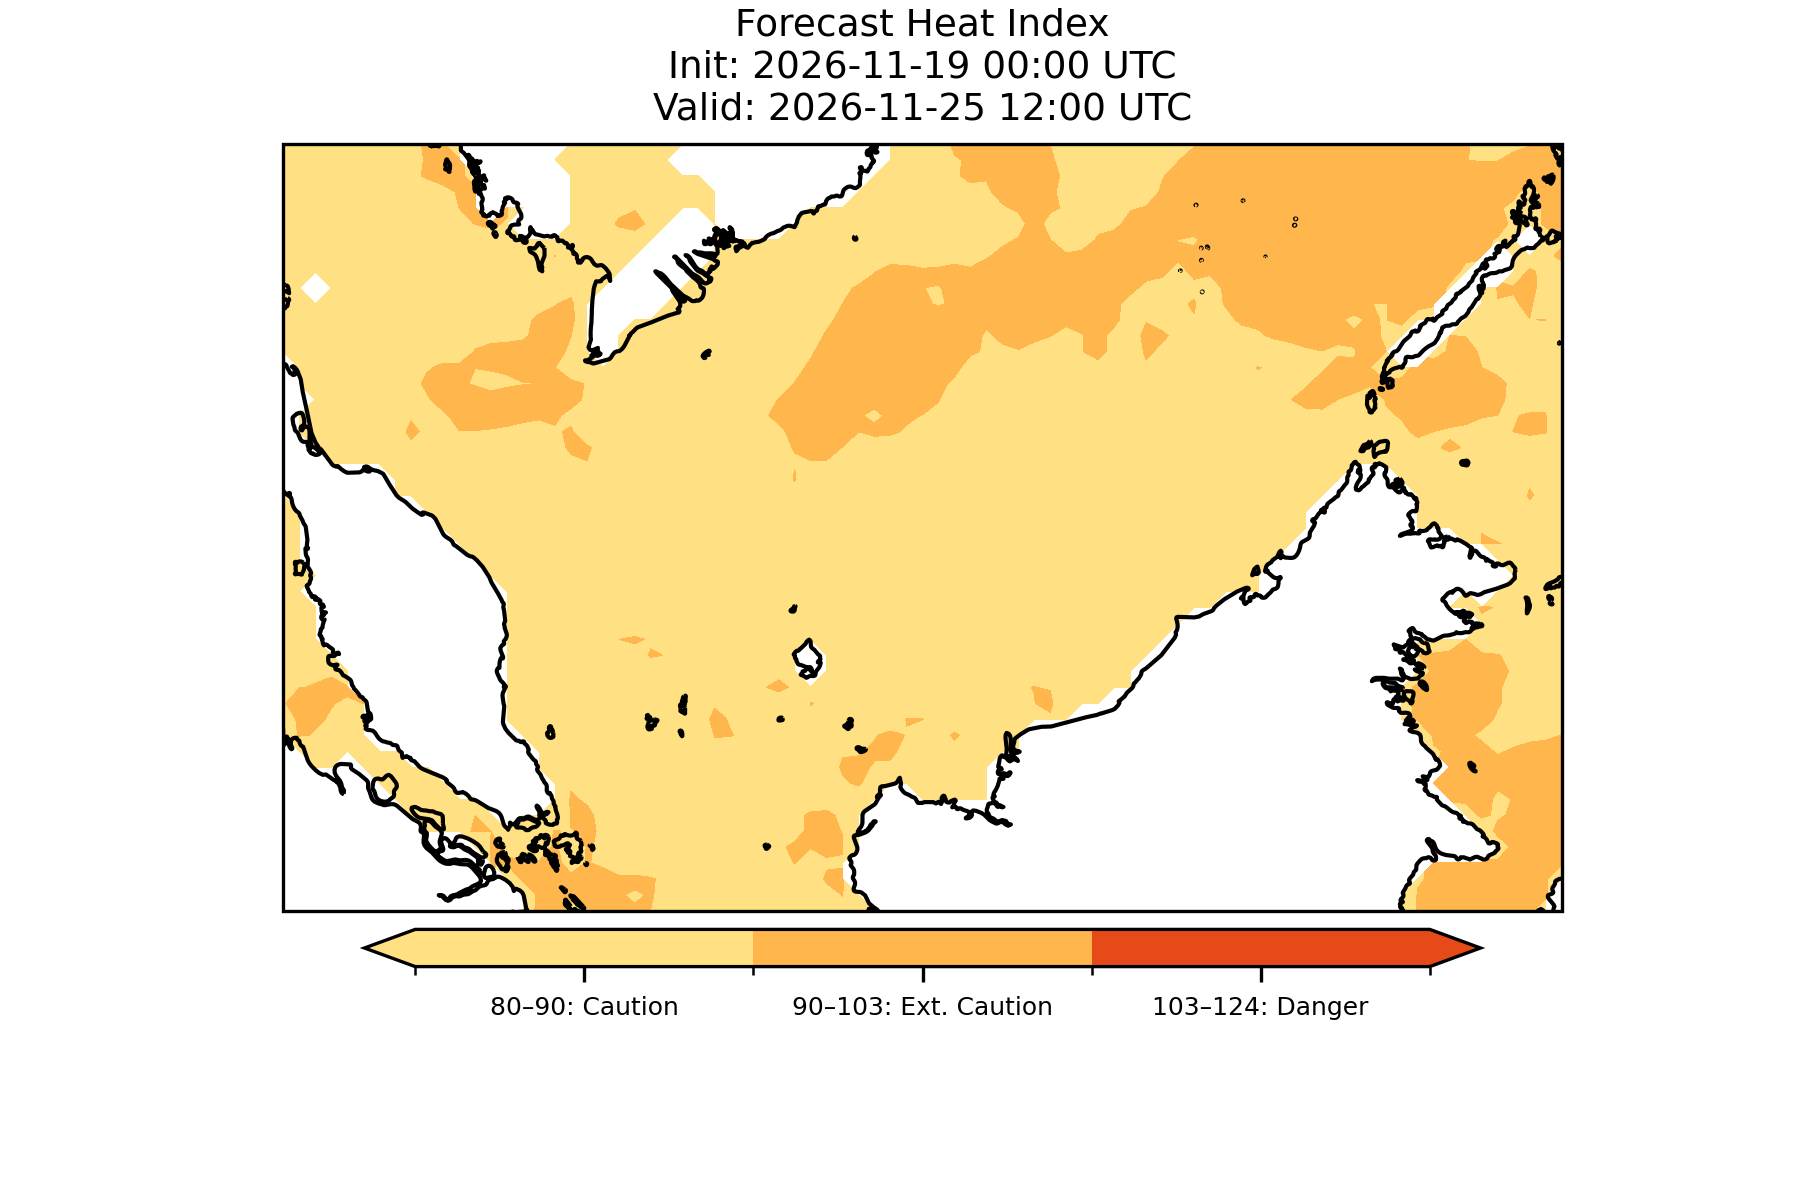 Forecast Heat Index
Init: 2026-11-19 00:00 UTC
Valid: 2026-11-25 12:00 UTC
80–90: Caution
90–103: Ext. Caution
103–124: Danger